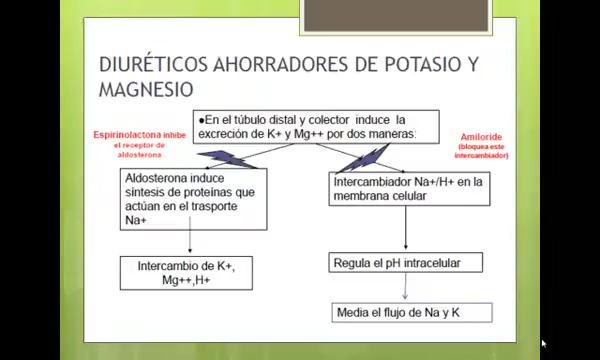 DIURÉTICOS AHORRADORES DE POTASIO Y
MAGNESIO
●En el túbulo distal y colector induce la
excreción de K+ y Mg++ por dos maneras:
Espirinolactona inhibe
el receptor de
aldosterona
Amiloride
(bloquea este
intercambiador)
Aldosterona induce
síntesis de proteínas que
actúan en el trasporte
Na+
Intercambiador Na+/H+ en la
membrana celular
Intercambio de K+,
Mg++,H+
Regula el pH intracelular
Media el flujo de Na y K